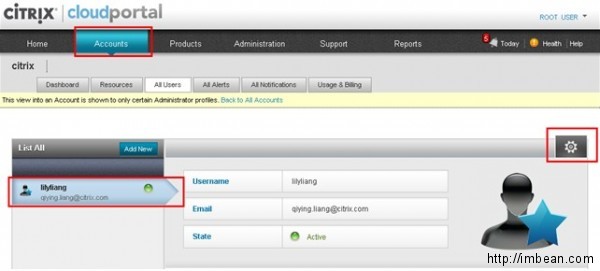 CITRIX cloudportal
ROOT USER
Home Accounts Products Administration Support Reports 5 Today Health Help
citrix
Dashboard Resources All Users All Alerts All Notifications Usage & Billing
This view into an Account is shown to only certain Administrator profiles. Back to All Accounts
List All Add New
lilyliang
qiying.liang@citrix.com
Username lilyliang
Email qiying.liang@citrix.com
State Active
http://imbean.com